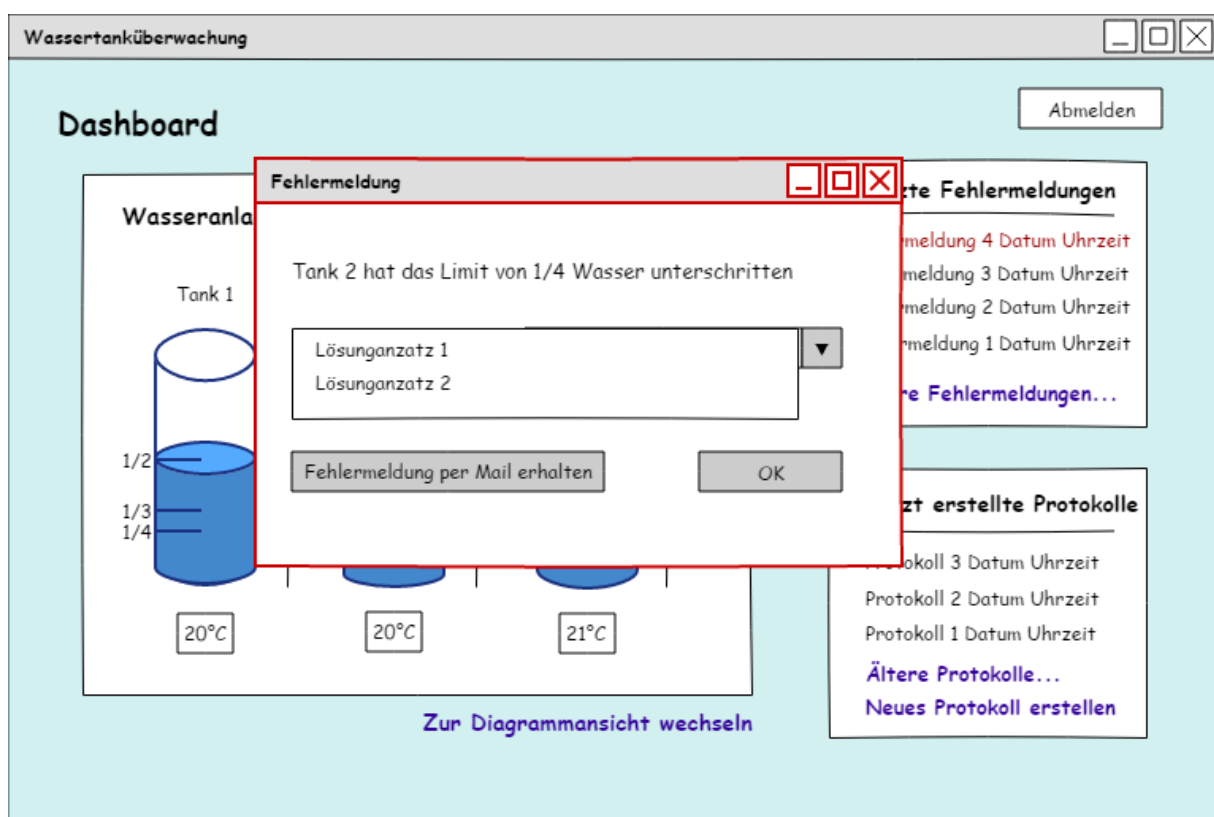 Wassertanküberwachung
Dashboard
Abmelden
Wasseranla
Tank 1
1/2
1/3
1/4
20°C
20°C
21°C
Zur Diagrammansicht wechseln
Fehlermeldung
Tank 2 hat das Limit von 1/4 Wasser unterschritten
Lösunganzatz 1
Lösunganzatz 2
Fehlermeldung per Mail erhalten
OK
zte Fehlermeldungen
meldung 4 Datum Uhrzeit
meldung 3 Datum Uhrzeit
meldung 2 Datum Uhrzeit
rmeldung 1 Datum Uhrzeit
re Fehlermeldungen...
zt erstellte Protokolle
okoll 3 Datum Uhrzeit
Protokoll 2 Datum Uhrzeit
Protokoll 1 Datum Uhrzeit
Ältere Protokolle...
Neues Protokoll erstellen